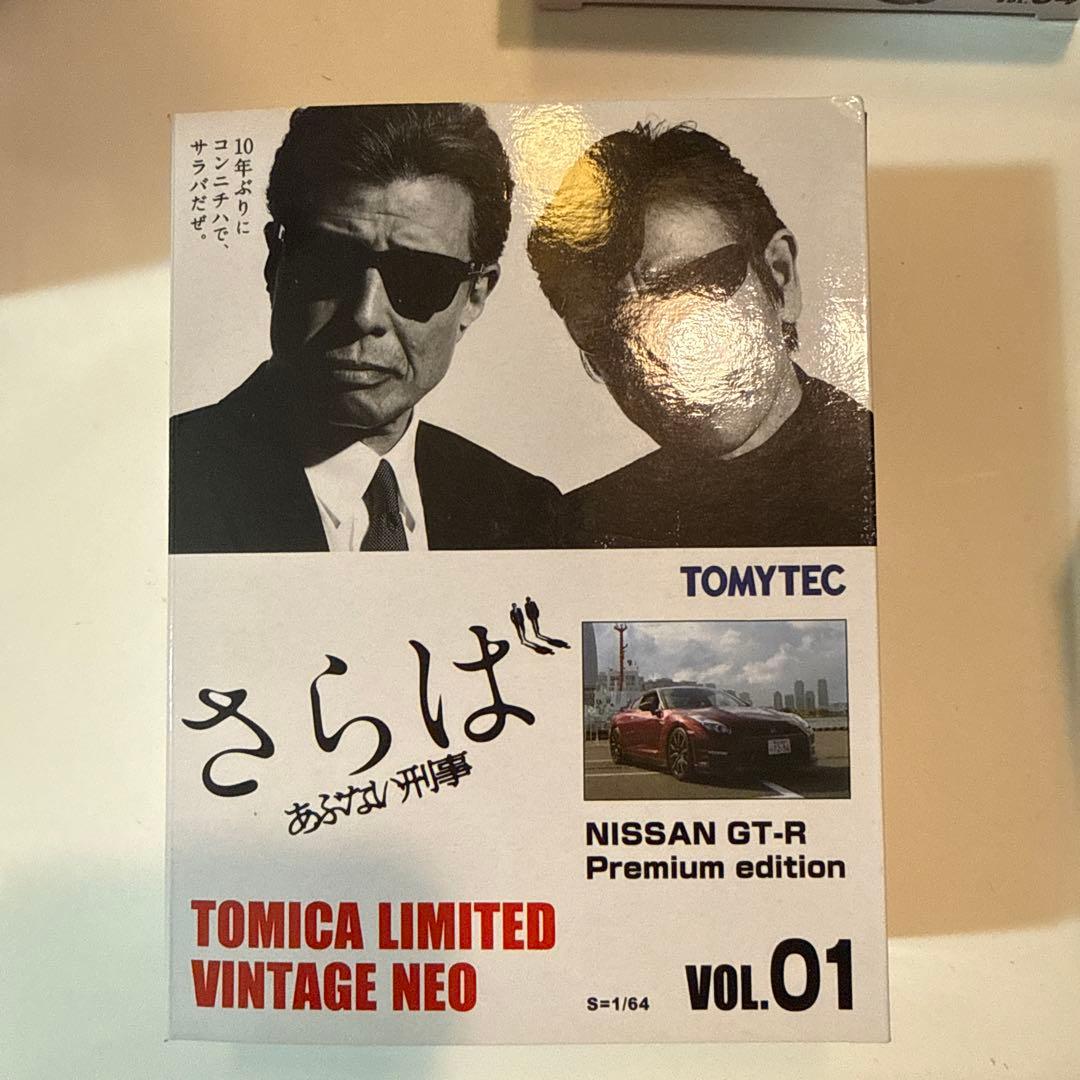 10年ぶりに
コンニチハで、
サラバだぜ。
TOMYTEC
さらば
あぶない刑事
NISSAN GT-R
Premium edition
TOMICA LIMITED
VINTAGE NEO
S=1/64
VOL.01